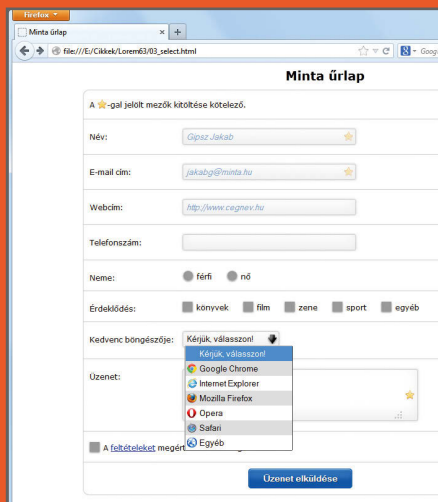 Firefox
Minta űrlap
file:///E:/Cikkek/Lorem63/03_select.html
Goog
Minta űrlap
A -gal jelölt mezők kitöltése kötelező.
Név:
Gipsz Jakab
E-mail cím:
jakabg@minta.hu
Webcím:
http://www.cegnev.hu
Telefonszám:
Neme:
férfi
nő
Érdeklődés:
könyvek
film
zene
sport
egyéb
Kedvenc böngészője:
Kérjük, válasszon!
Kérjük, válasszon!
Google Chrome
Internet Explorer
Mozilla Firefox
Opera
Safari
Egyéb
Üzenet:
A feltételeket megért
Üzenet elküldése